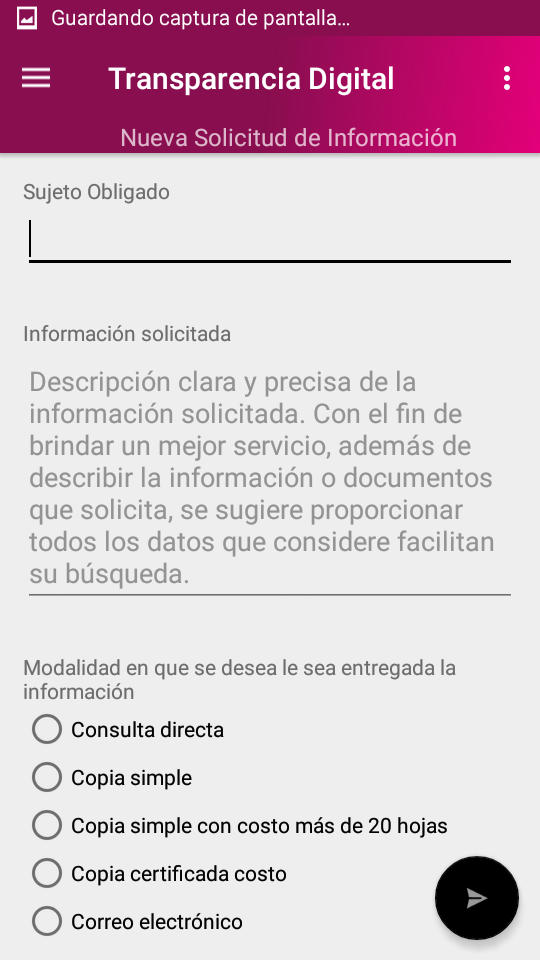 Guardando captura de pantalla...
Transparencia Digital
Nueva Solicitud de Información
Sujeto Obligado
Información solicitada
Descripción clara y precisa de la
información solicitada. Con el fin de
brindar un mejor servicio, además de
describir la información o documentos
que solicita, se sugiere proporcionar
todos los datos que considere facilitan
su búsqueda.
Modalidad en que se desea le sea entregada la
información
Consulta directa
Copia simple
Copia simple con costo más de 20 hojas
Copia certificada costo
Correo electrónico